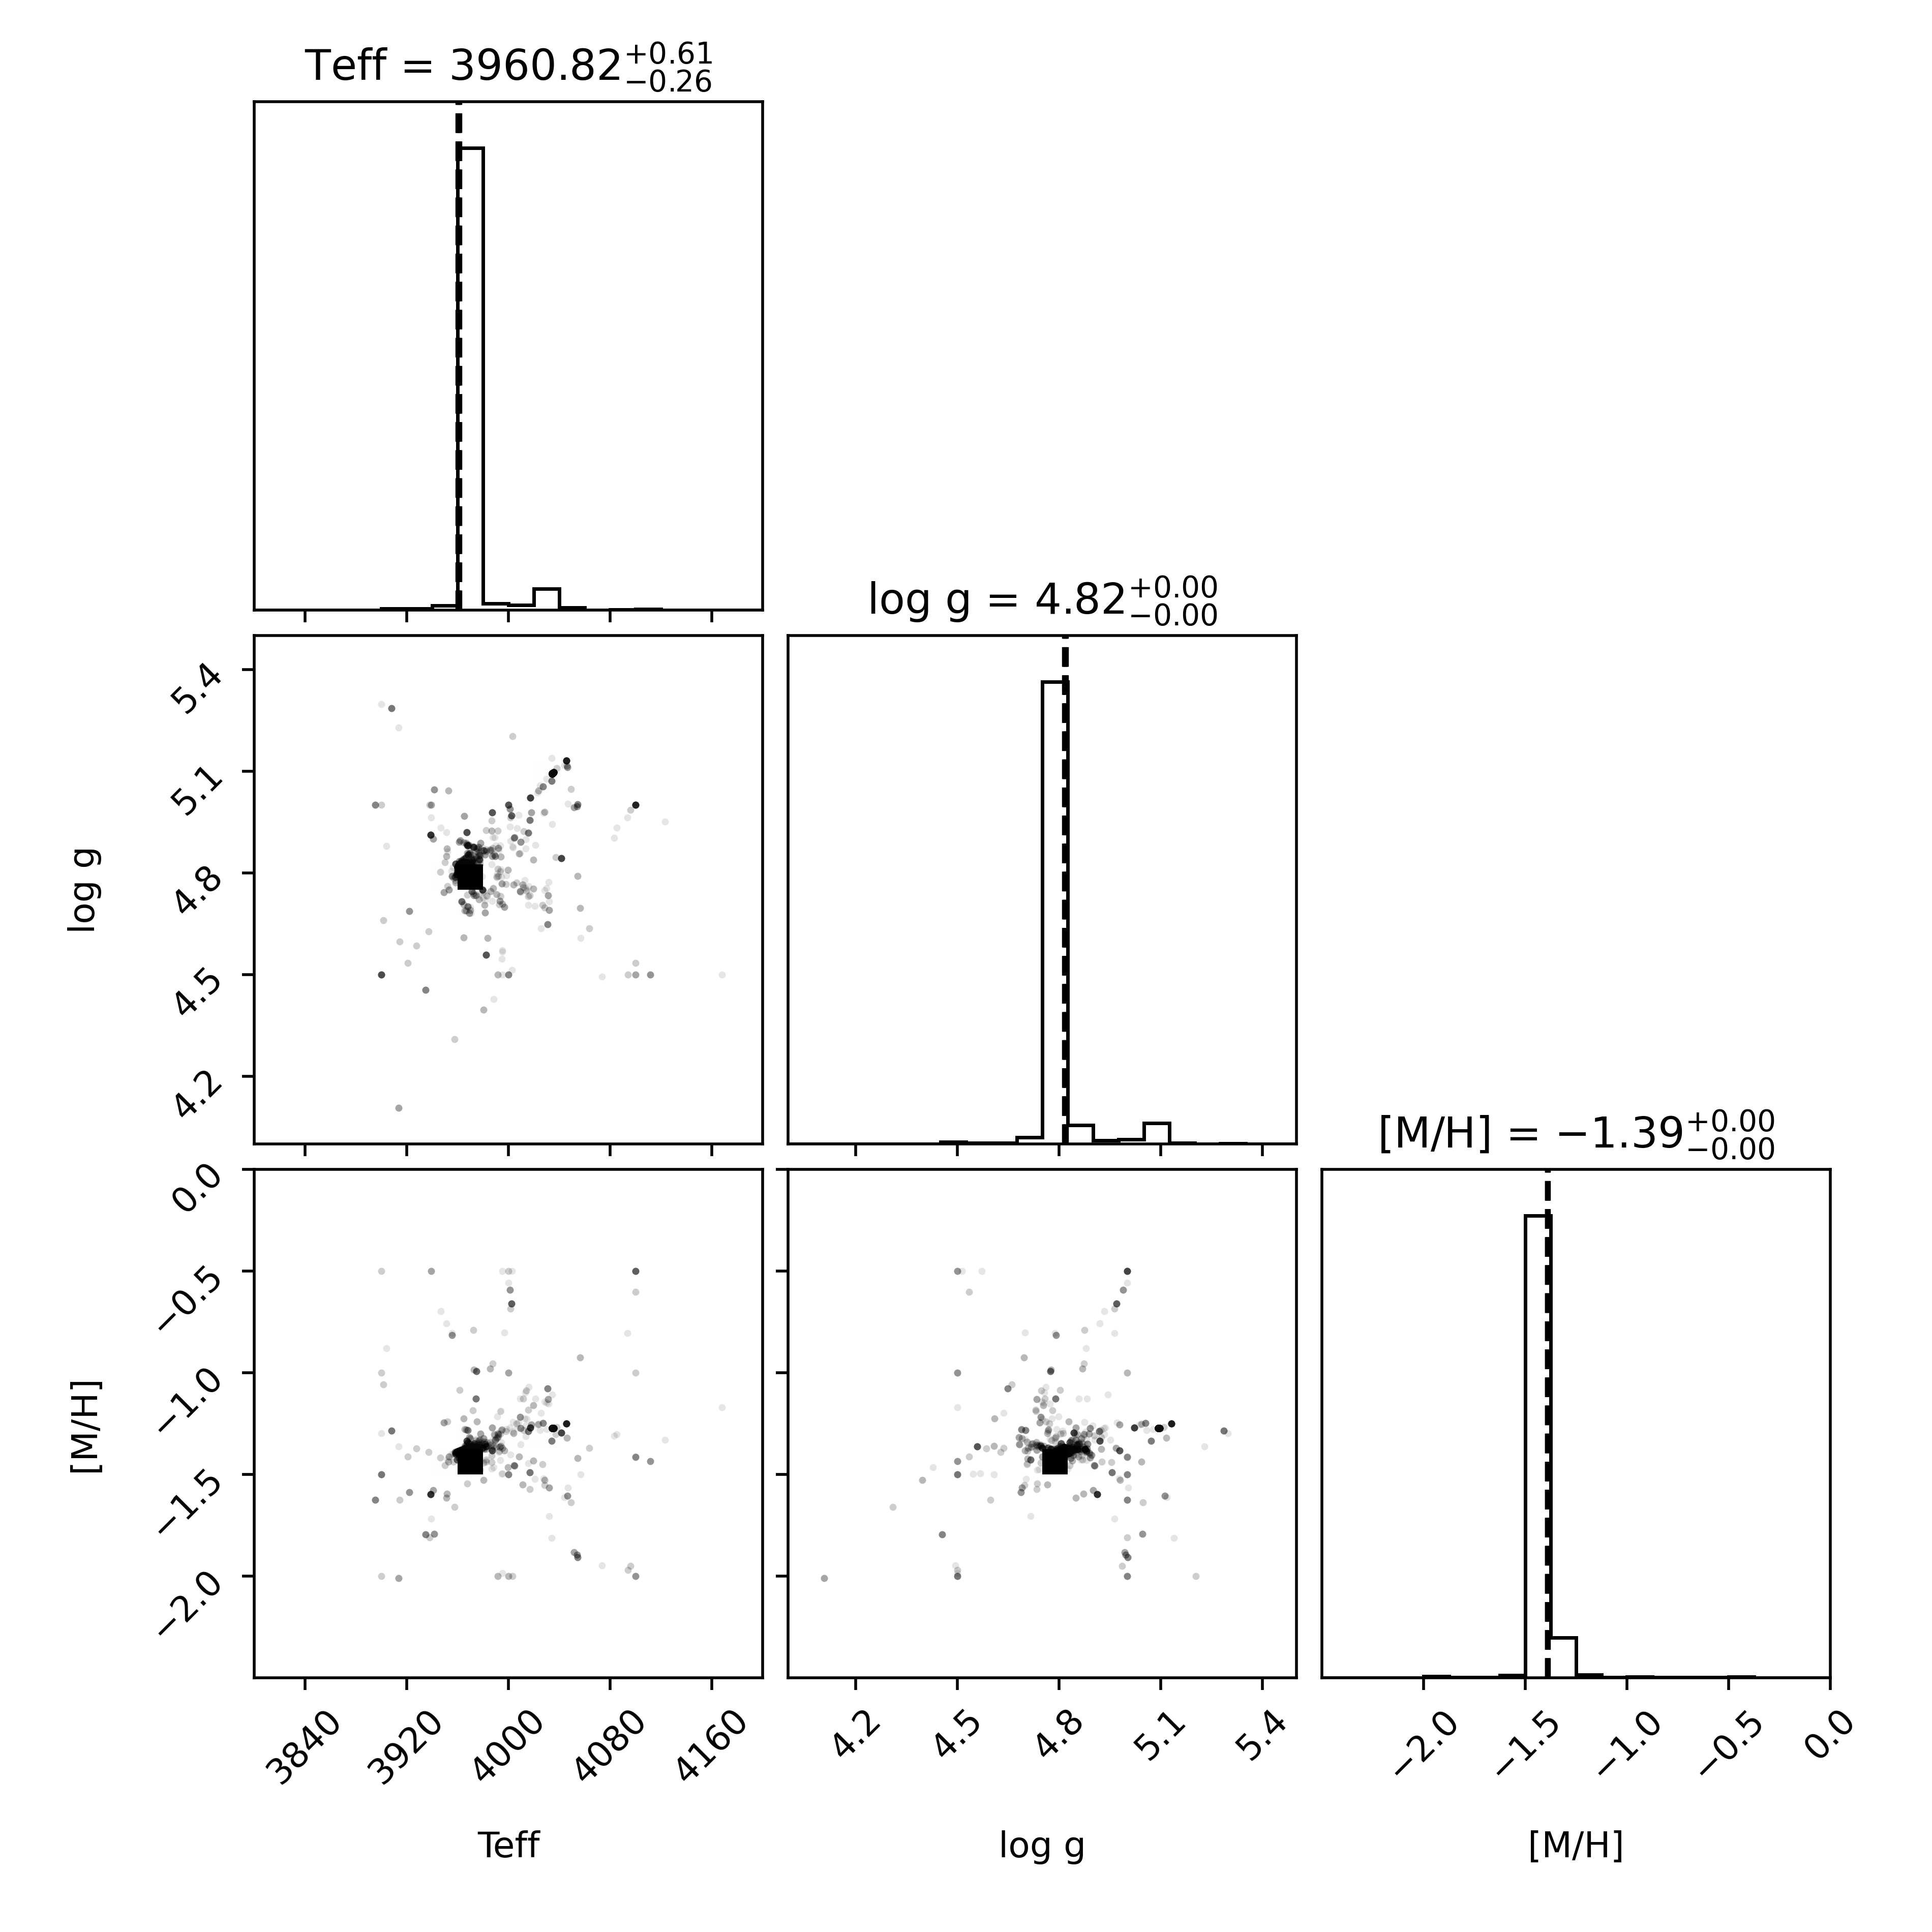 Teff = 3960.82+0.61−0.26
log g = 4.82+0.00−0.00
[M/H] = −1.39+0.00−0.00
log g
5.4
5.1
4.8
4.5
4.2
[M/H]
0.0
−0.5
−1.0
−1.5
−2.0
3840 3920 4000 4080 4160
4.2 4.5 4.8 5.1 5.4
−2.0 −1.5 −1.0 −0.5 0.0
Teff
log g
[M/H]